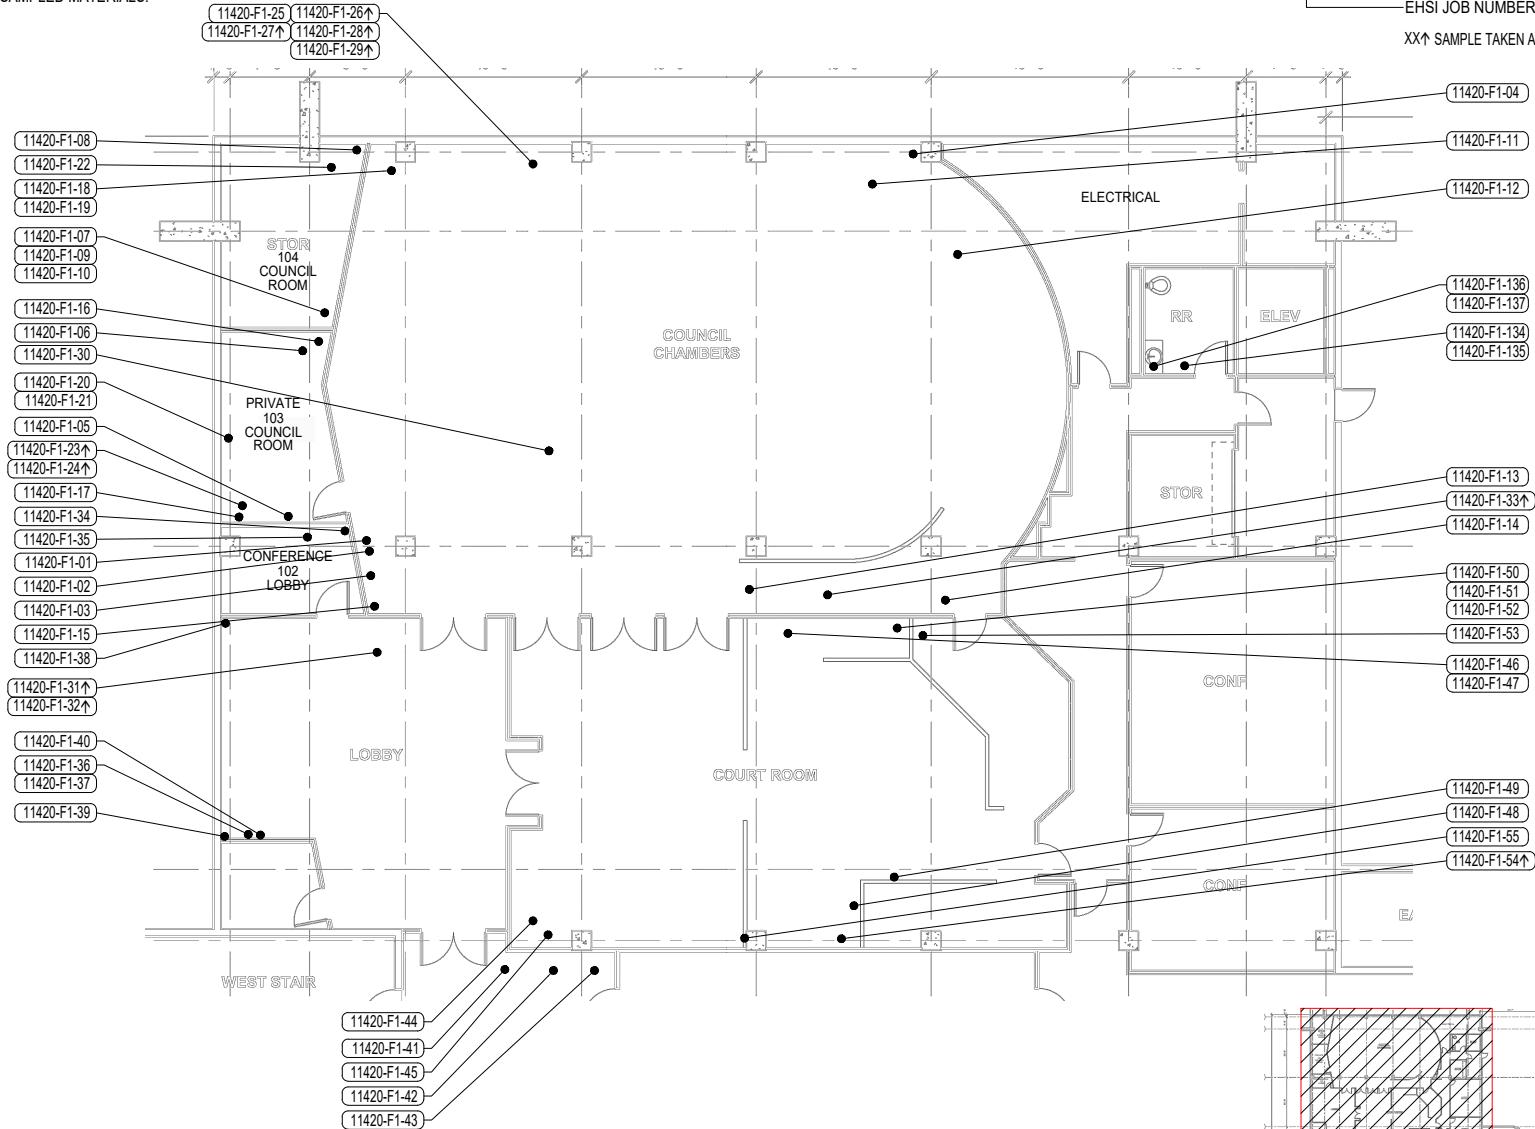 SAMPLED MATERIALS.
EHSI JOB NUMBER
XX↑ SAMPLE TAKEN A
11420-F1-25 11420-F1-26↑
11420-F1-27↑ 11420-F1-28↑
11420-F1-29↑
11420-F1-08
11420-F1-22
11420-F1-18
11420-F1-19
11420-F1-07
11420-F1-09
11420-F1-10
11420-F1-16
11420-F1-06
11420-F1-30
11420-F1-20
11420-F1-21
11420-F1-05
11420-F1-23↑
11420-F1-24↑
11420-F1-17
11420-F1-34
11420-F1-35
11420-F1-01
11420-F1-02
11420-F1-03
11420-F1-15
11420-F1-38
11420-F1-31↑
11420-F1-32↑
11420-F1-40
11420-F1-36
11420-F1-37
11420-F1-39
STOR
104
COUNCIL
ROOM
PRIVATE
103
COUNCIL
ROOM
CONFERENCE
102
LOBBY
COUNCIL
CHAMBERS
ELECTRICAL
RR
ELEV
STOR
CONF
LOBBY
COURT ROOM
CONF
WEST STAIR
11420-F1-04
11420-F1-11
11420-F1-12
11420-F1-136
11420-F1-137
11420-F1-134
11420-F1-135
11420-F1-13
11420-F1-33↑
11420-F1-14
11420-F1-50
11420-F1-51
11420-F1-52
11420-F1-53
11420-F1-46
11420-F1-47
11420-F1-49
11420-F1-48
11420-F1-55
11420-F1-54↑
11420-F1-44
11420-F1-41
11420-F1-45
11420-F1-42
11420-F1-43